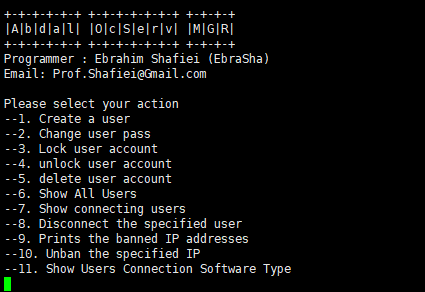 +-+-+-+-+-+ +-+-+-+-+-+-+ +-+-+-+
|A|b|d|a|l| |O|c|S|e|r|v| |M|G|R|
+-+-+-+-+-+ +-+-+-+-+-+-+ +-+-+-+
Programmer : Ebrahim Shafiei (EbraSha)
Email: Prof.Shafiei@Gmail.com
Please select your action
--1. Create a user
--2. Change user pass
--3. Lock user account
--4. unlock user account
--5. delete user account
--6. Show All Users
--7. Show connecting users
--8. Disconnect the specified user
--9. Prints the banned IP addresses
--10. Unban the specified IP
--11. Show Users Connection Software Type